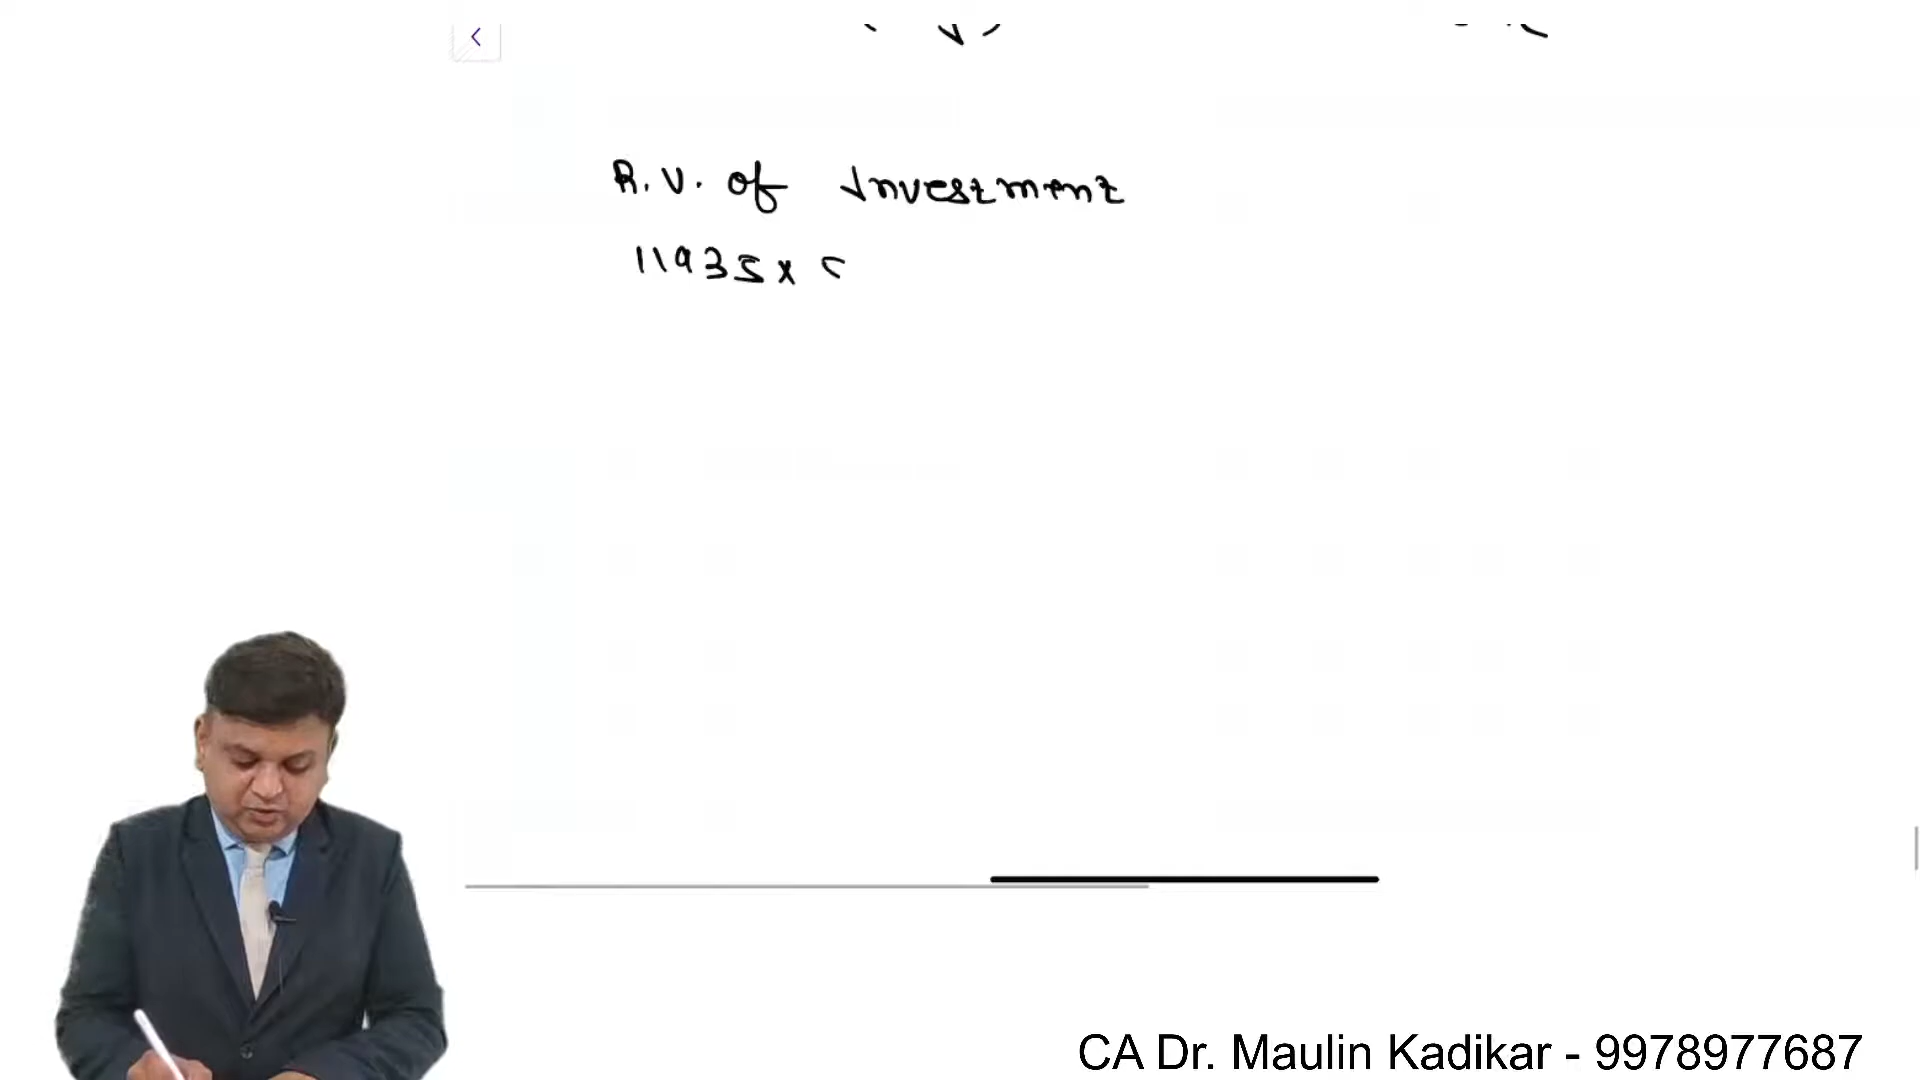 R.V. of Investment
11935 x
CA Dr. Maulin Kadikar - 9978977687